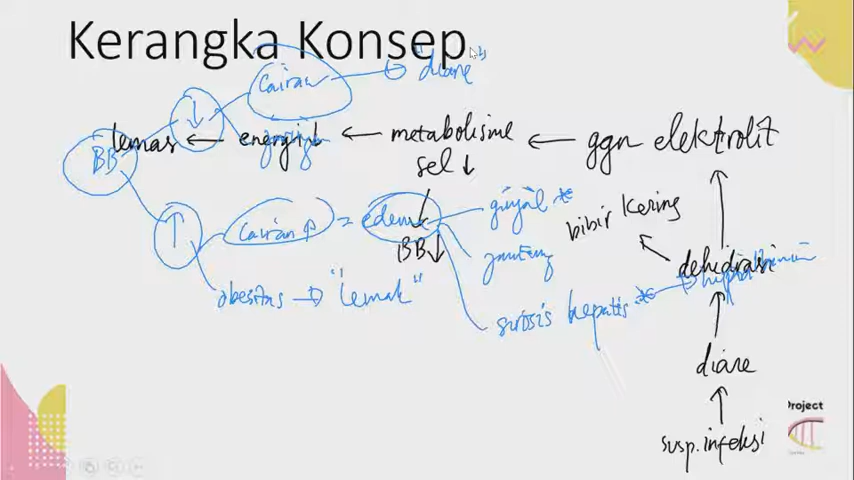 Kerangka Konsep
Cairan → "diare"
↓
lemas ← energi ↓ ← metabolisme sel ↓ ← ggn elektrolit
BB
↑
Cairan ↑ = edema
ginjal *
jantung
sirosis hepatis *
BB ↓
bibir kering
dehidrasi
obesitas → "lemak"
diare
susp. infeksi
Project